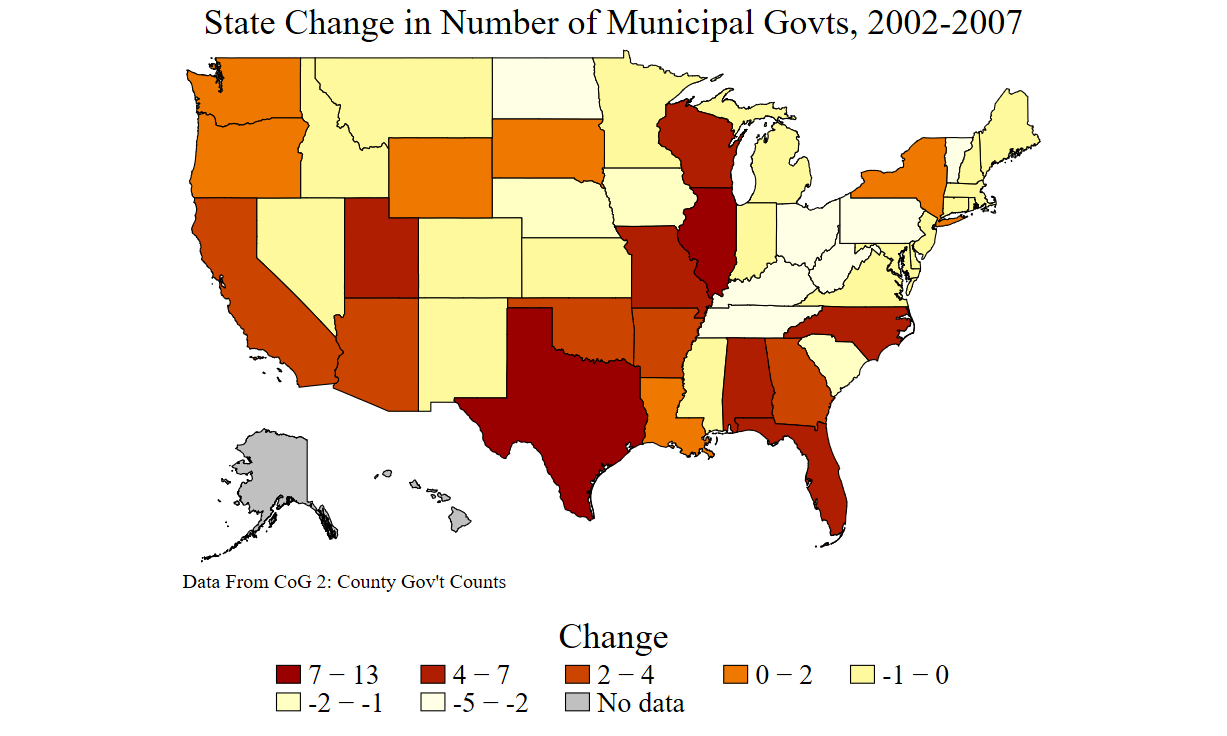 State Change in Number of Municipal Govts, 2002-2007
Data From CoG 2: County Gov't Counts
Change
7 − 13 4 − 7 2 − 4 0 − 2 -1 − 0
-2 − -1 -5 − -2 No data